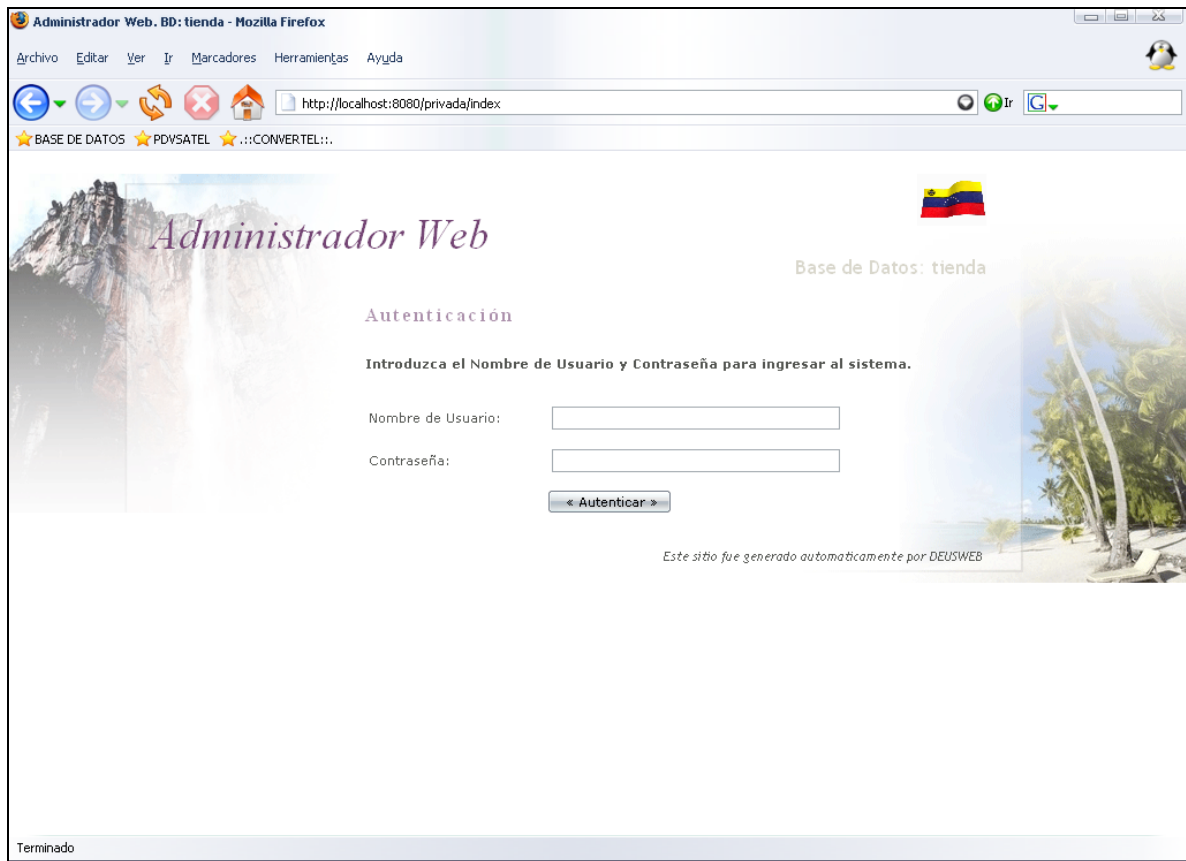 Administrador Web. BD: tienda - Mozilla Firefox
Archivo Editar Ver Ir Marcadores Herramientas Ayuda
http://localhost:8080/privada/index Ir G
BASE DE DATOS PDVSATEL .::CONVERTEL::.
Administrador Web
Base de Datos: tienda
Autenticación
Introduzca el Nombre de Usuario y Contraseña para ingresar al sistema.
Nombre de Usuario:
Contraseña:
« Autenticar »
Este sitio fue generado automaticamente por DEUSWEB
Terminado